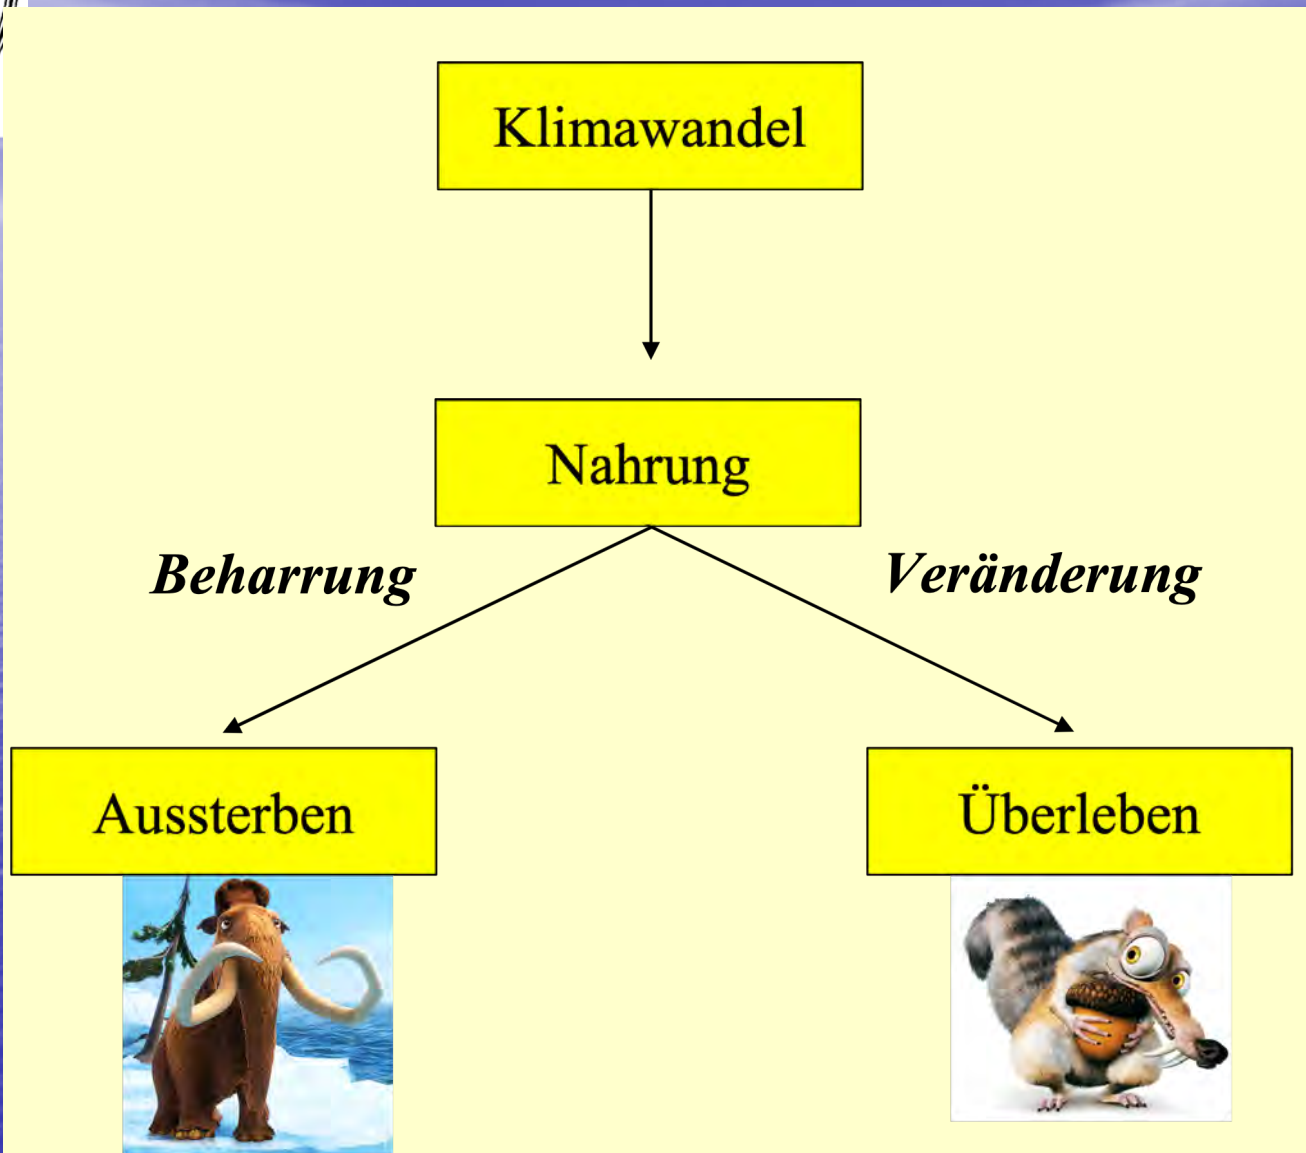 Klimawandel
Nahrung
Beharrung
Veränderung
Aussterben
Überleben